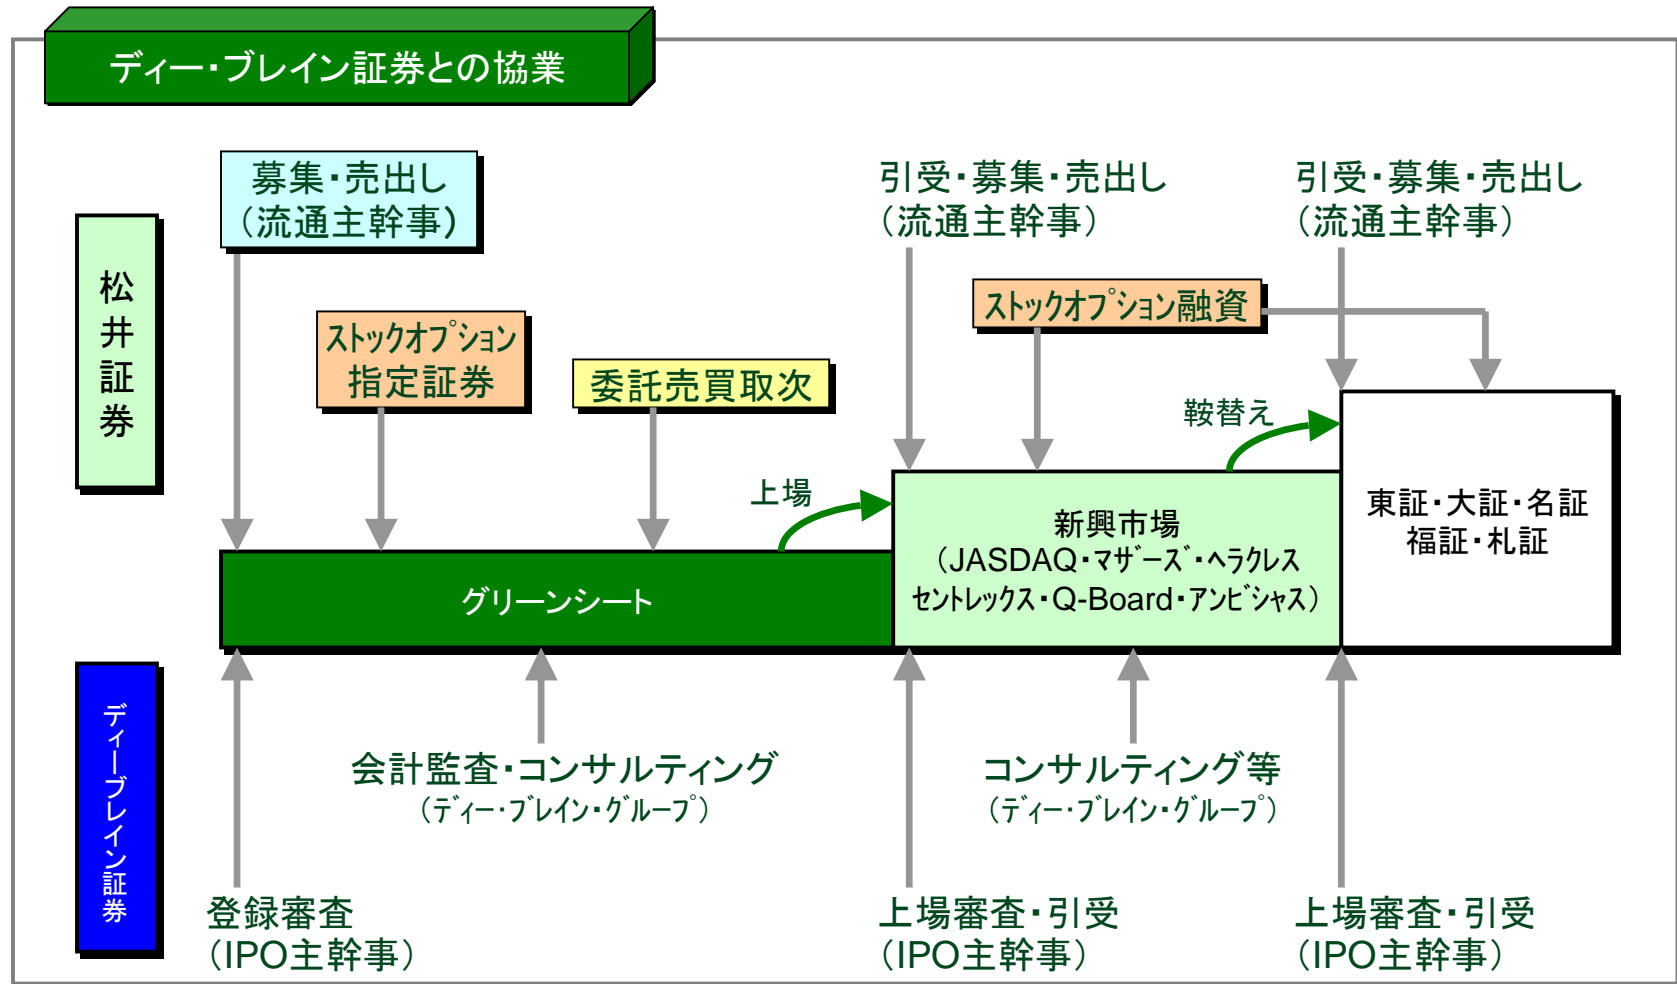 ディー・ブレイン証券との協業
募集・売出し
（流通主幹事）
引受・募集・売出し
（流通主幹事）
引受・募集・売出し
（流通主幹事）
松井証券
ストックオプション
指定証券
委託売買取次
ストックオプション融資
上場
鞍替え
グリーンシート
新興市場
（JASDAQ・マザーズ・ヘラクレス
セントレックス・Q-Board・アンビシャス）
東証・大証・名証
福証・札証
ディーブレイン証券
会計監査・コンサルティング
（ディー・ブレイン・グループ）
コンサルティング等
（ディー・ブレイン・グループ）
登録審査
（IPO主幹事）
上場審査・引受
（IPO主幹事）
上場審査・引受
（IPO主幹事）